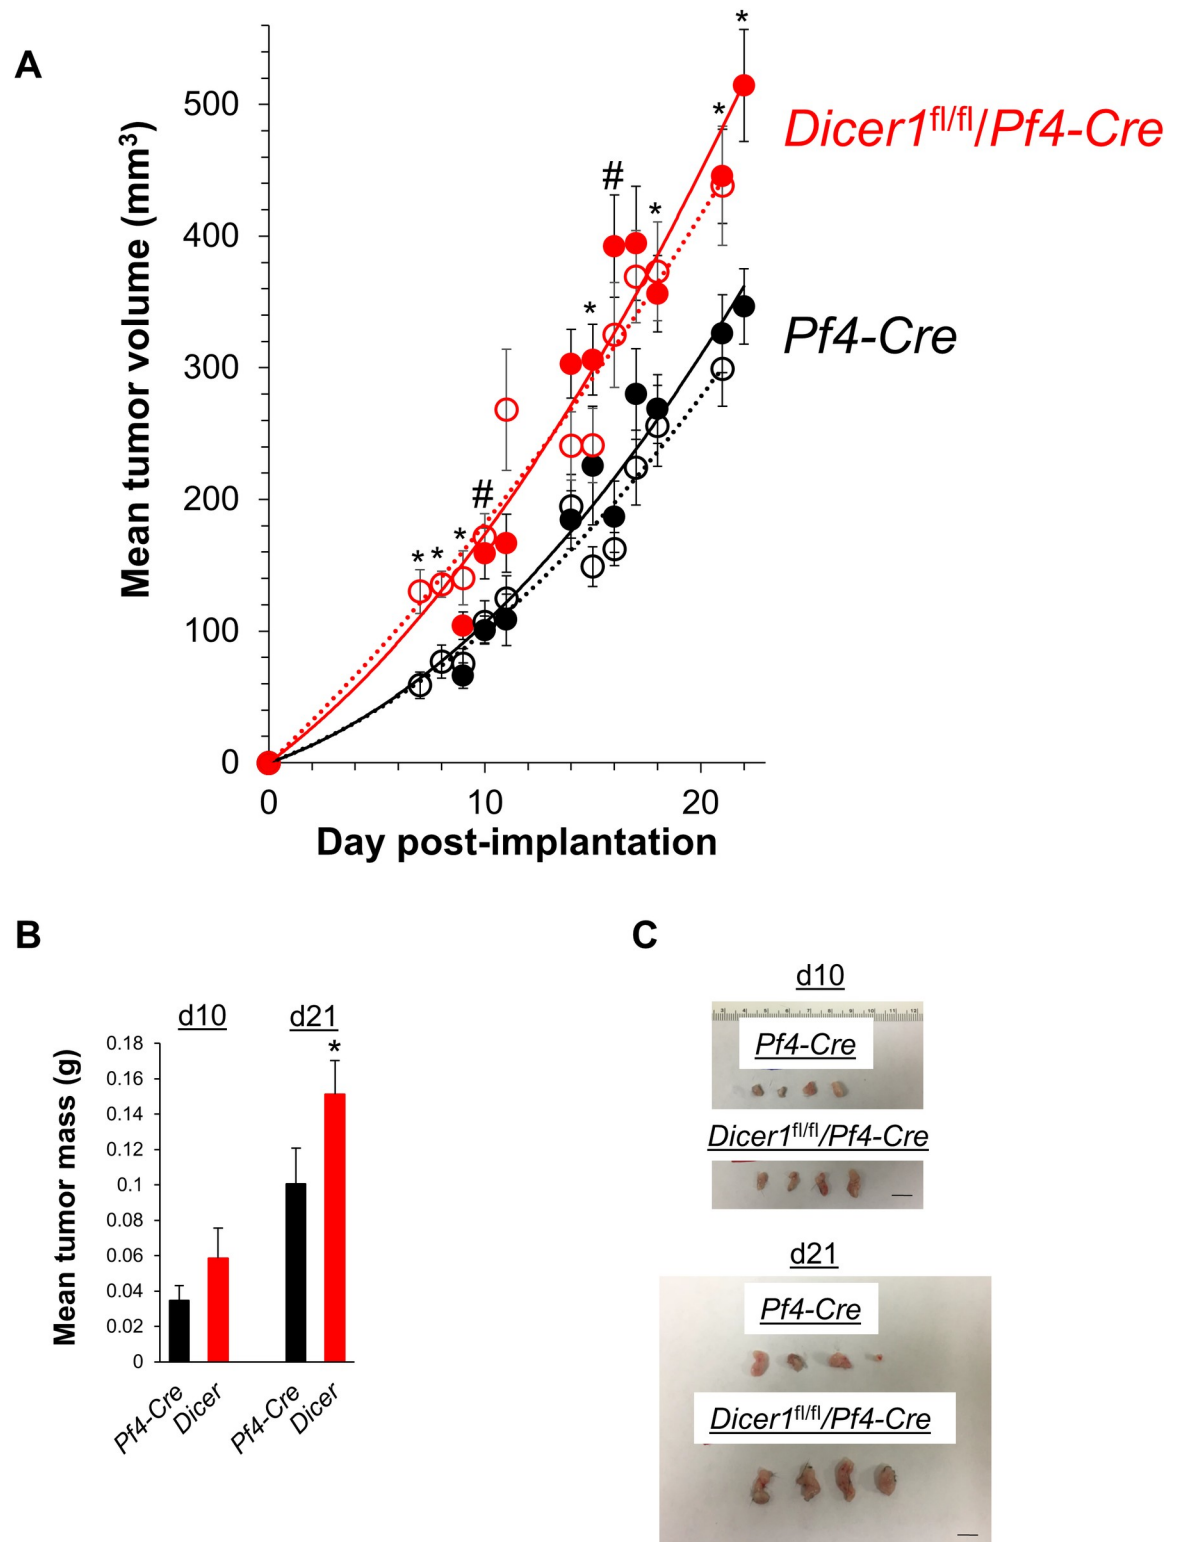 A
Mean tumor volume (mm³)
500
400
300
200
100
0
0
10
20
Day post-implantation
*
*
#
*
*
#
*
*
*
Dicer1fl/fl/Pf4-Cre
Pf4-Cre
B
d10
d21
*
Mean tumor mass (g)
0.18
0.16
0.14
0.12
0.1
0.08
0.06
0.04
0.02
0
Pf4-Cre
Dicer
Pf4-Cre
Dicer
C
d10
Pf4-Cre
Dicer1fl/fl/Pf4-Cre
d21
Pf4-Cre
Dicer1fl/fl/Pf4-Cre